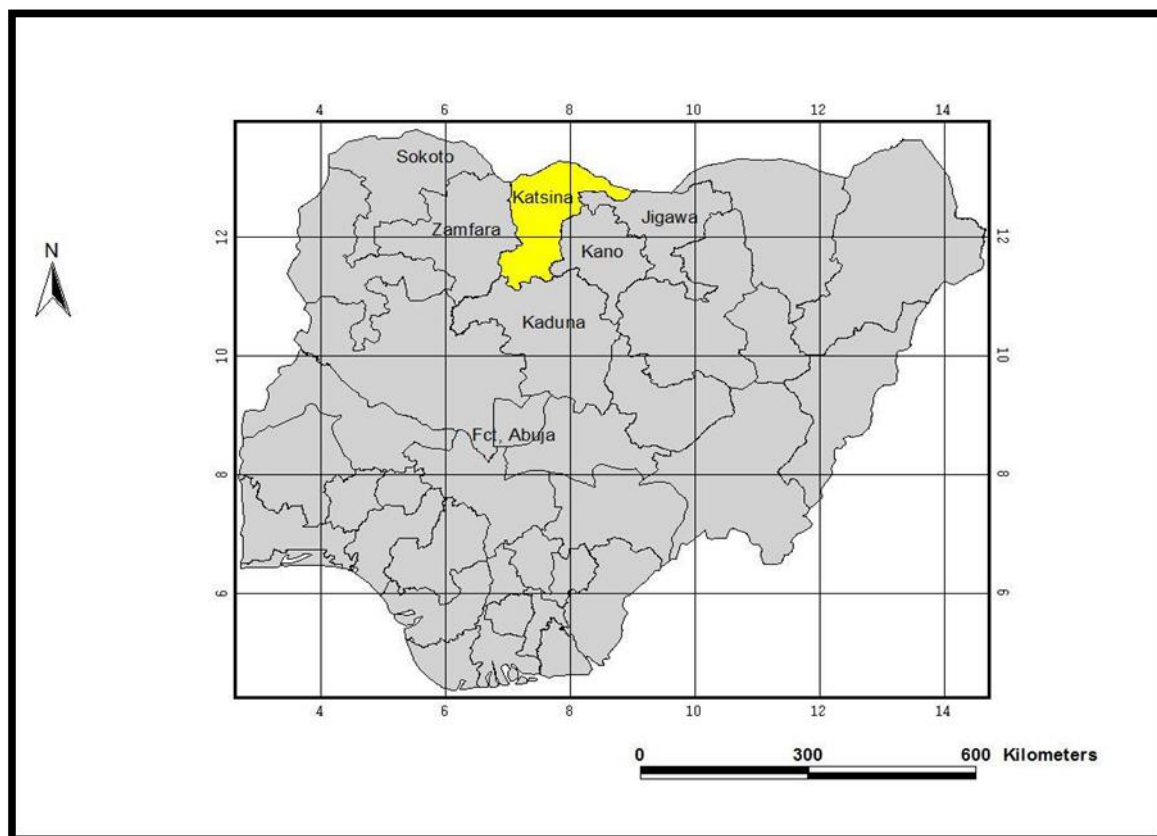 4 6 8 10 12 14
Sokoto
Katsina
Jigawa
Zamfara
12 12
Kano
N
Kaduna
10 10
Fct, Abuja
8 8
6 6
4 6 8 10 12 14
0 300 600 Kilometers